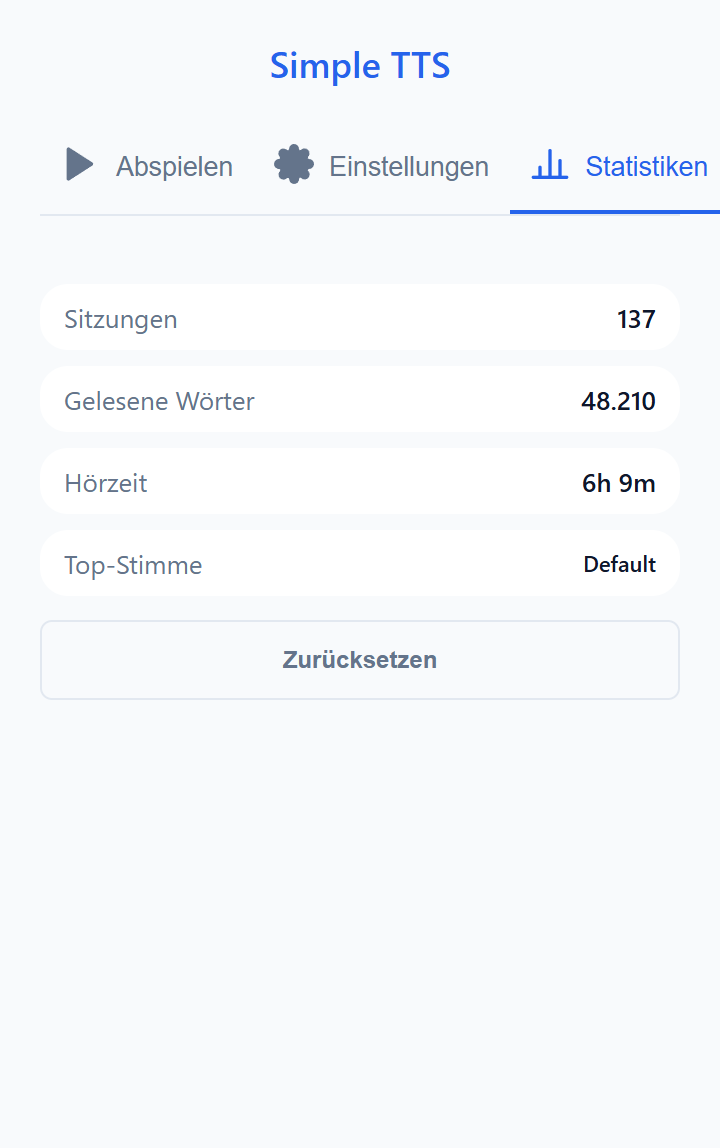 Simple TTS
Abspielen Einstellungen Statistiken
Sitzungen 137
Gelesene Wörter 48.210
Hörzeit 6h 9m
Top-Stimme Default
Zurücksetzen